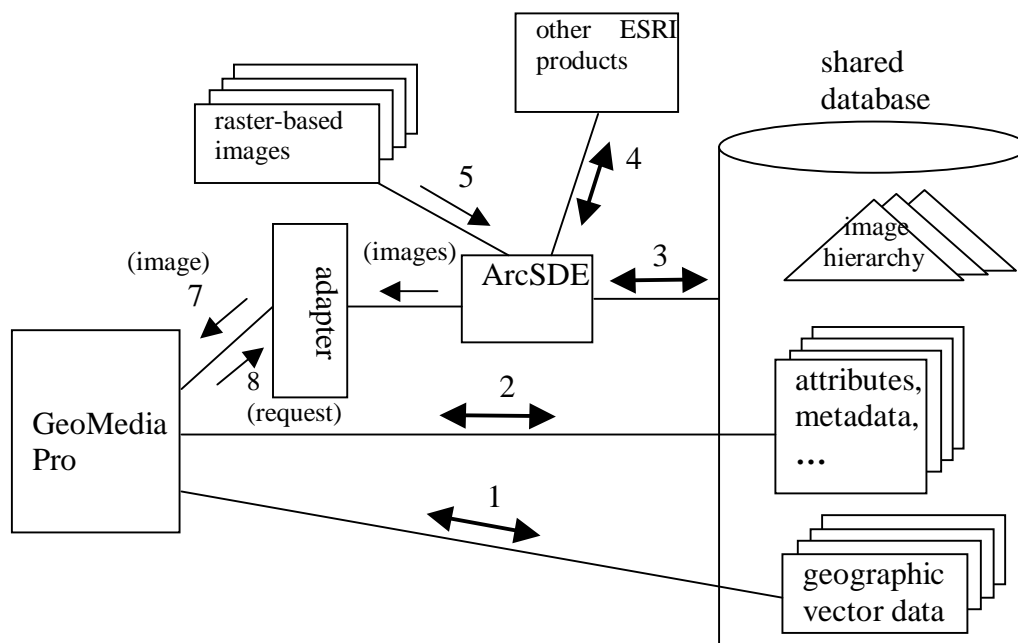 other ESRI
products
shared
database
raster-based
images
4
5
image
hierarchy
(image)
7
adapter
(images)
ArcSDE
3
8
(request)
2
GeoMedia
Pro
attributes,
metadata,
...
1
geographic
vector data